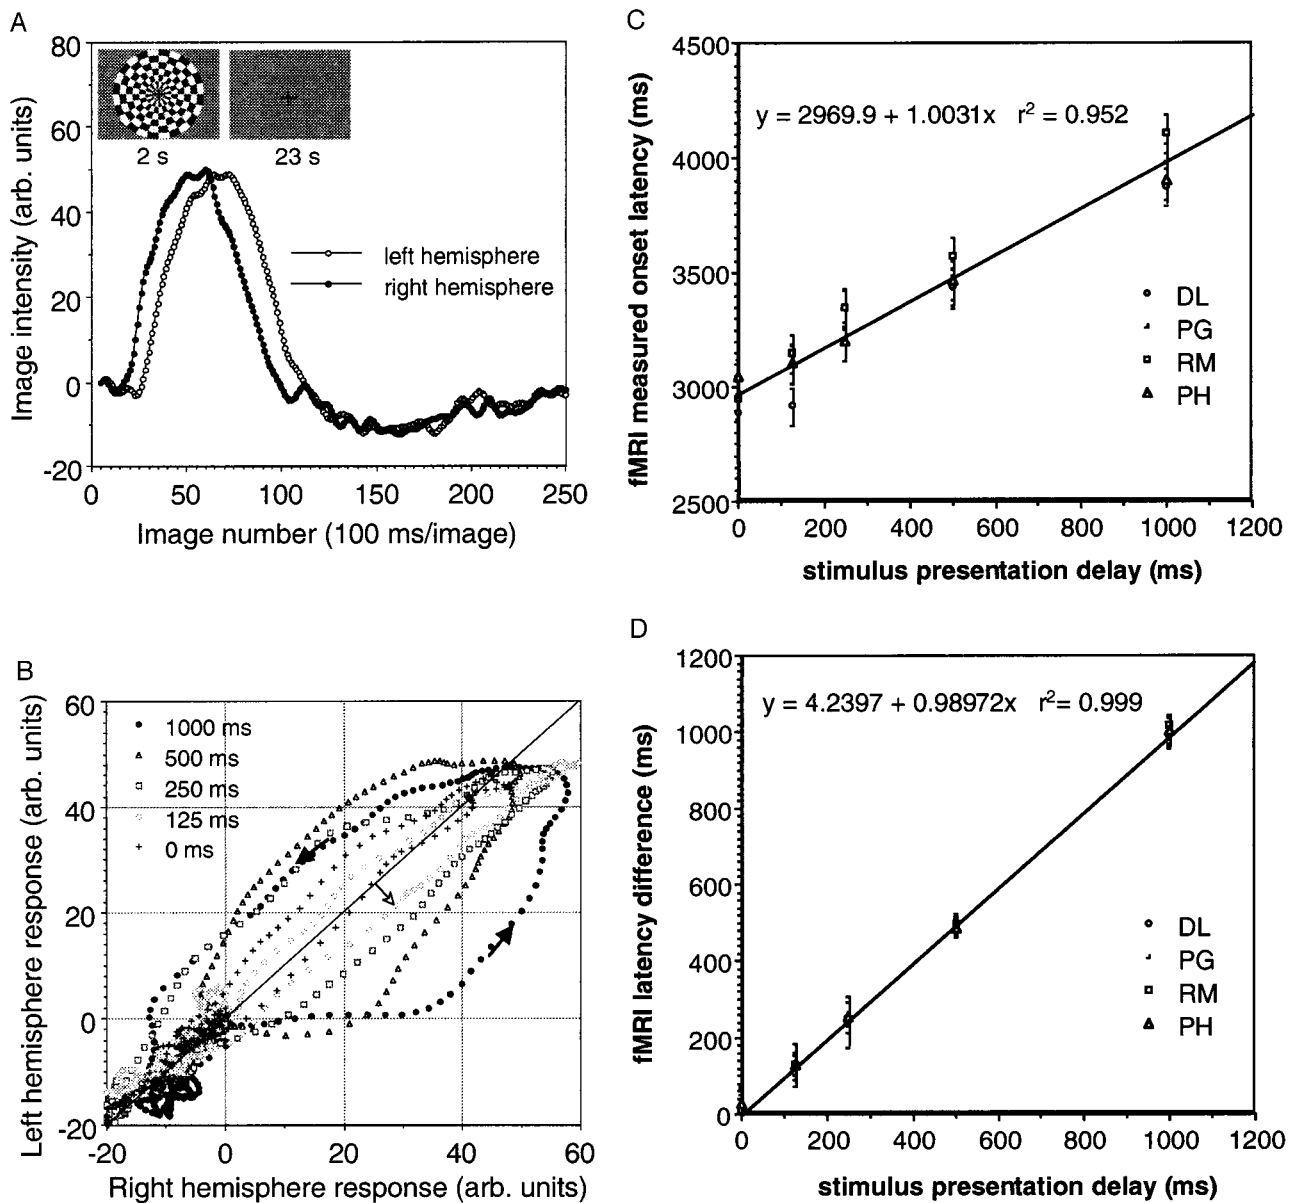 A
80
60
40
20
0
-20
Image intensity (arb. units)
2 s
23 s
left hemisphere
right hemisphere
0 50 100 150 200 250
Image number (100 ms/image)
B
60
40
20
0
-20
Left hemisphere response (arb. units)
1000 ms
500 ms
250 ms
125 ms
0 ms
-20 0 20 40 60
Right hemisphere response (arb. units)
C
4500
4000
3500
3000
2500
fMRI measured onset latency (ms)
y = 2969.9 + 1.0031x r² = 0.952
DL
PG
RM
PH
0 200 400 600 800 1000 1200
stimulus presentation delay (ms)
D
1200
1000
800
600
400
200
0
fMRI latency difference (ms)
y = 4.2397 + 0.98972x r²= 0.999
DL
PG
RM
PH
0 200 400 600 800 1000 1200
stimulus presentation delay (ms)